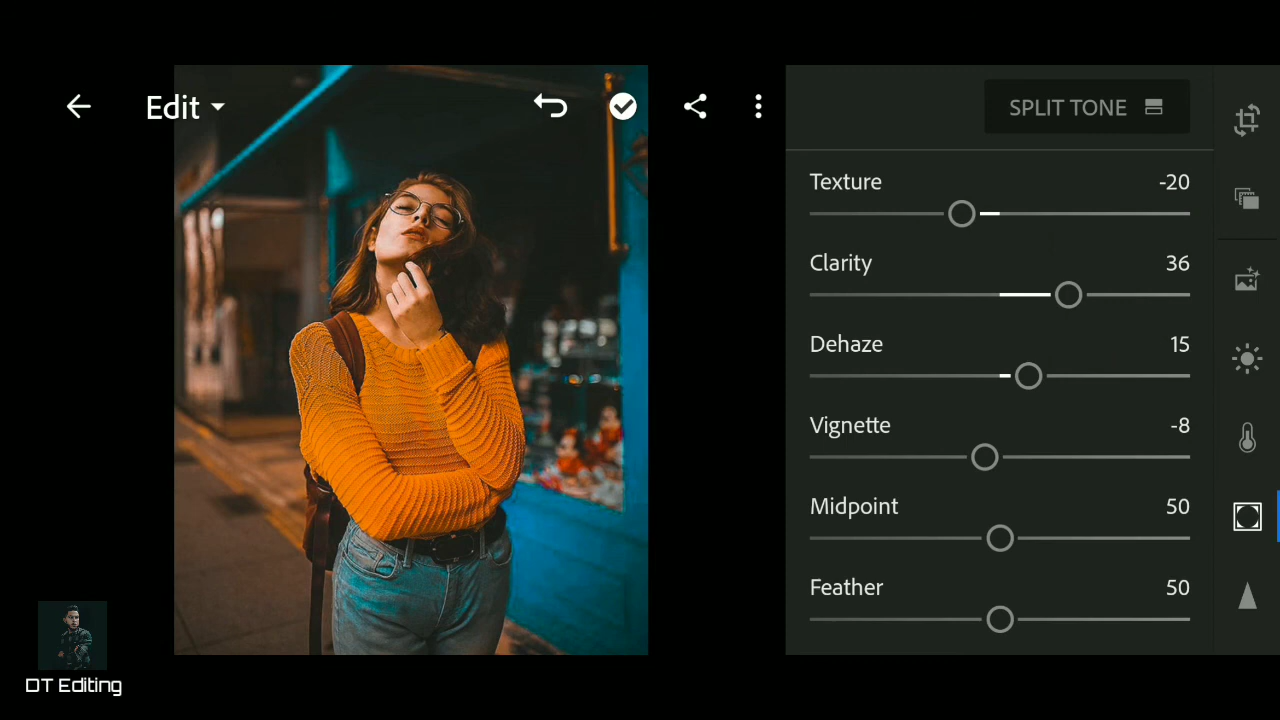 Edit
SPLIT TONE
Texture -20
Clarity 36
Dehaze 15
Vignette -8
Midpoint 50
Feather 50
DT Editing